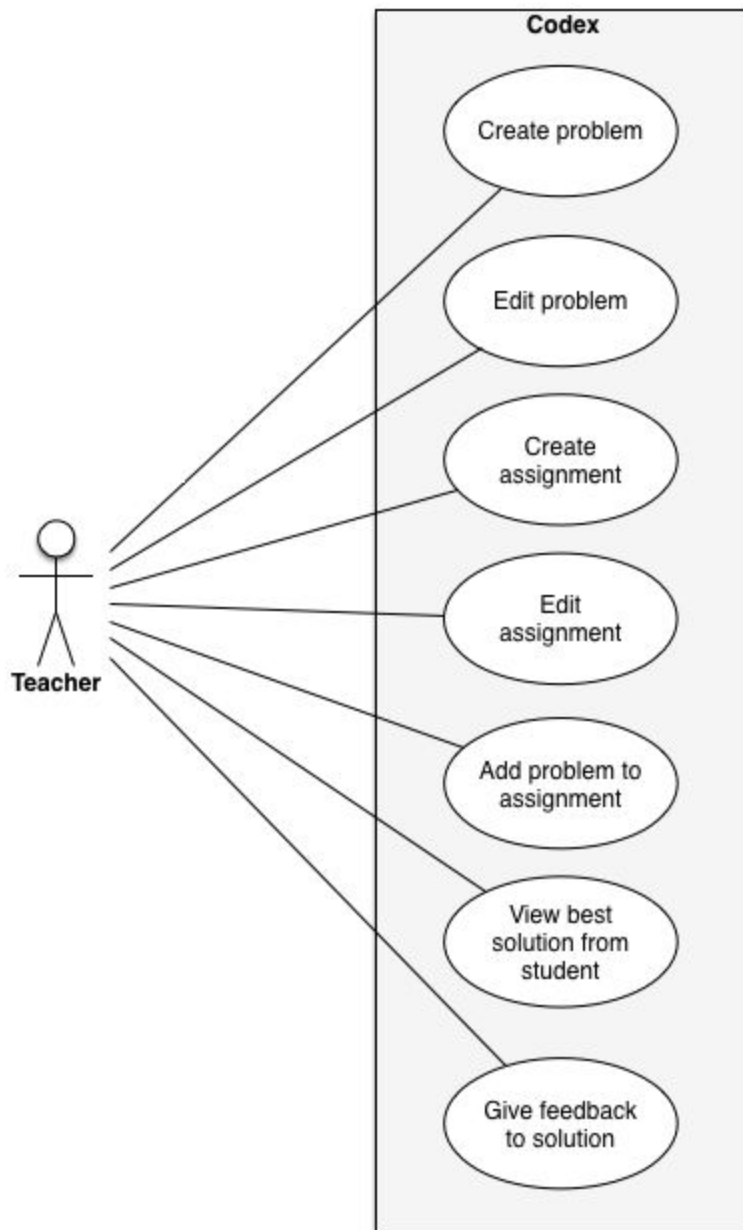 Codex
Create problem
Edit problem
Create
assignment
Edit
assignment
Teacher
Add problem to
assignment
View best
solution from
student
Give feedback
to solution